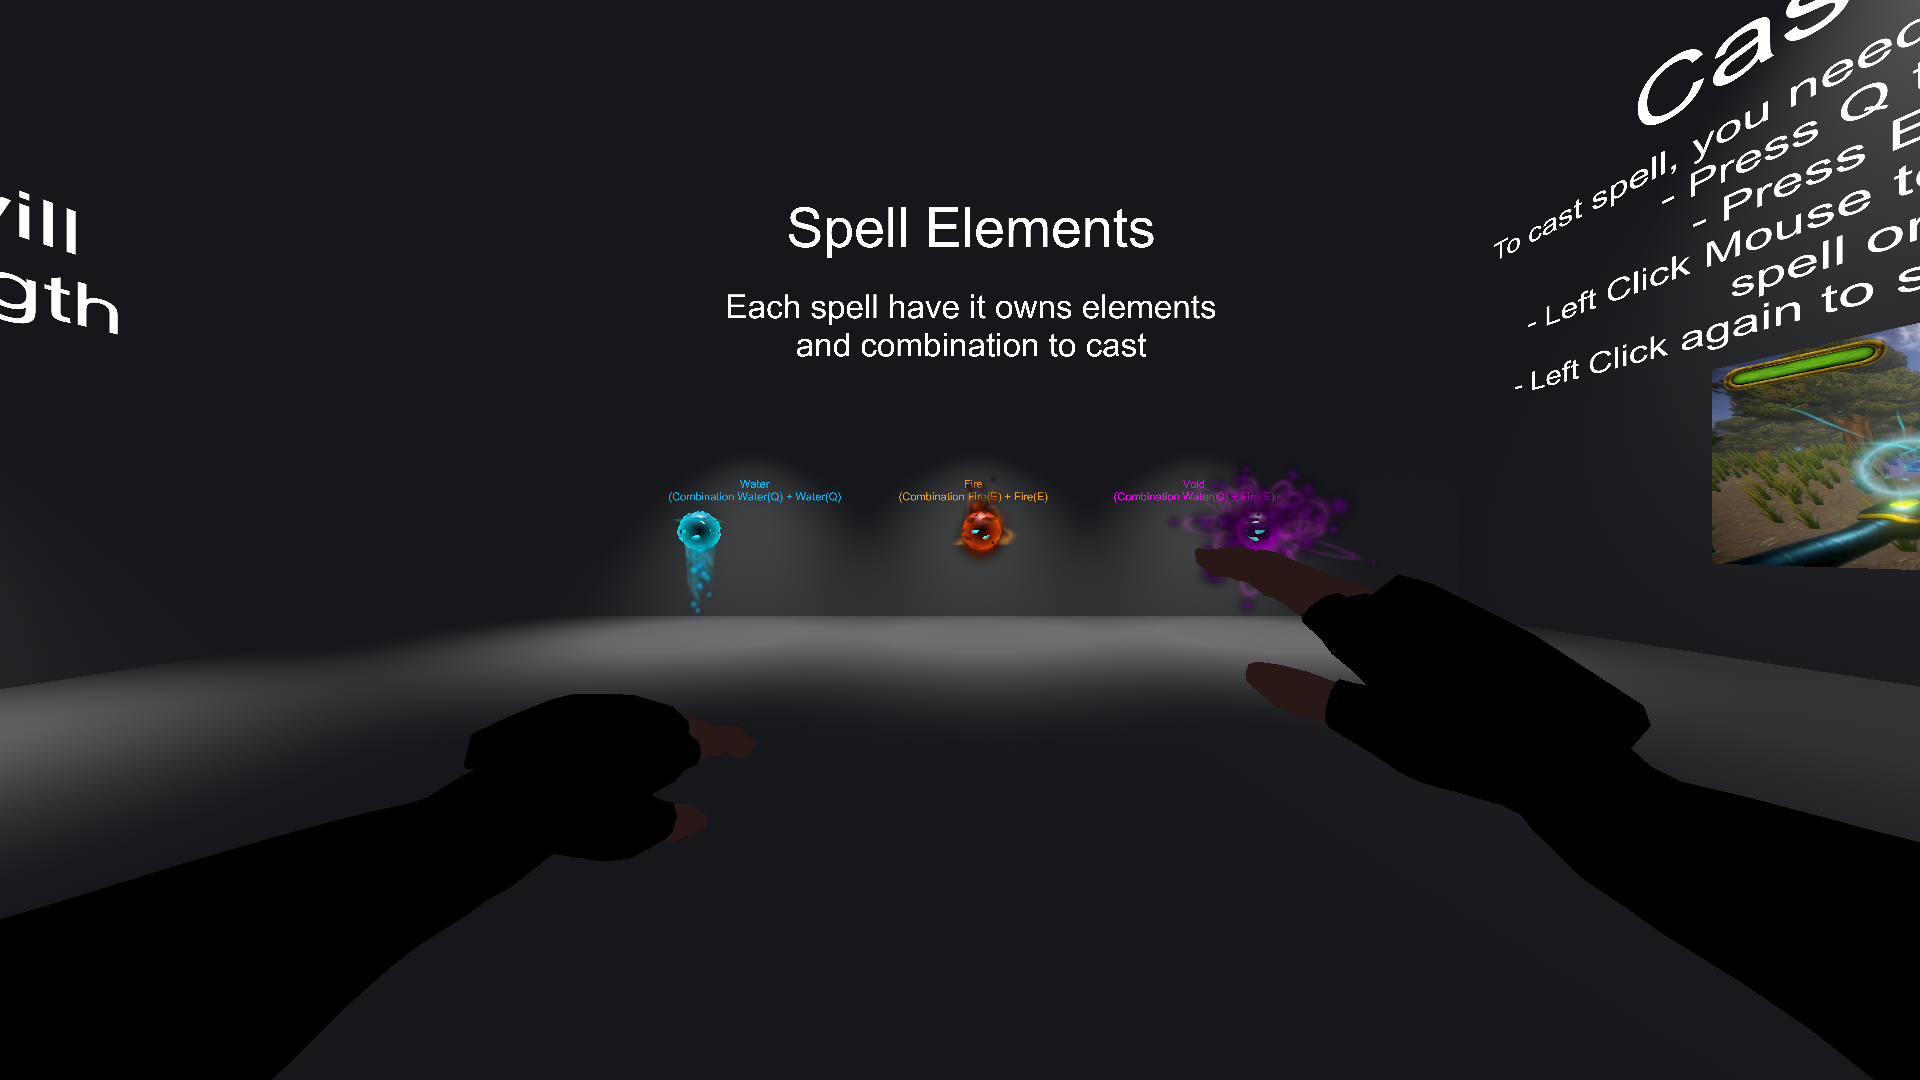 ill
gth
Spell Elements
Each spell have it owns elements
and combination to cast
Water
(Combination Water(Q) + Water(Q)
Fire
(Combination Fire(E) + Fire(E)
Void
(Combination Water(Q) + Fire(E)
Cas
To cast spell, you need
- Press Q t
- Press E
- Left Click Mouse to
spell or
- Left Click again to s